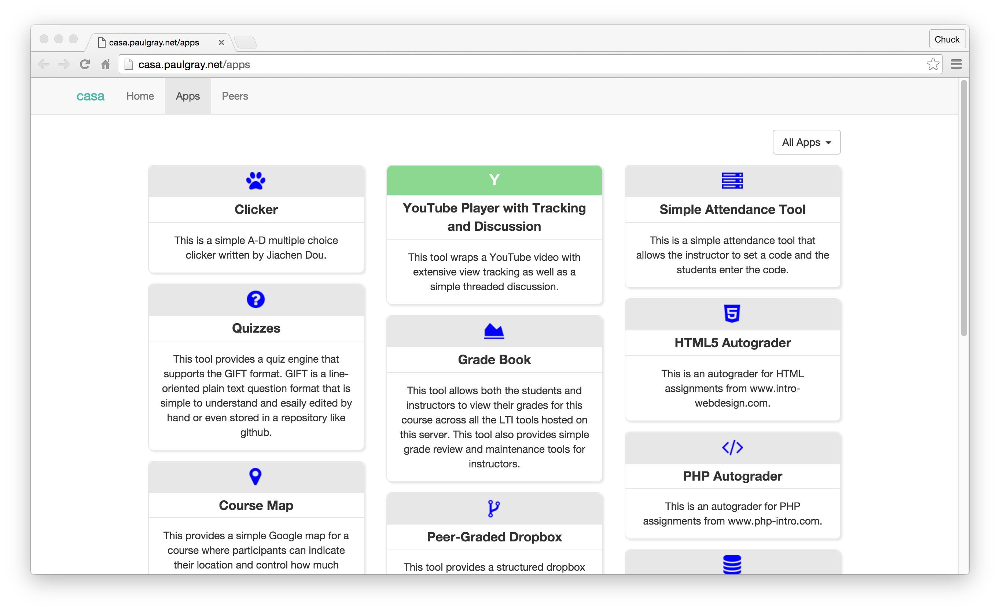 casa.paulgray.net/apps
Chuck
casa.paulgray.net/apps
casa
Home
Apps
Peers
All Apps
Clicker
This is a simple A-D multiple choice
clicker written by Jiachen Dou.
Quizzes
This tool provides a quiz engine that
supports the GIFT format. GIFT is a line-
oriented plain text question format that is
simple to understand and esaily edited by
hand or even stored in a repository like
github.
Course Map
This provides a simple Google map for a
course where participants can indicate
their location and control how much
Y
YouTube Player with Tracking
and Discussion
This tool wraps a YouTube video with
extensive view tracking as well as a
simple threaded discussion.
Grade Book
This tool allows both the students and
instructors to view their grades for this
course across all the LTI tools hosted on
this server. This tool also provides simple
grade review and maintenance tools for
instructors.
Peer-Graded Dropbox
This tool provides a structured dropbox
Simple Attendance Tool
This is a simple attendance tool that
allows the instructor to set a code and the
students enter the code.
HTML5 Autograder
This is an autograder for HTML
assignments from www.intro-
webdesign.com.
PHP Autograder
This is an autograder for PHP
assignments from www.php-intro.com.